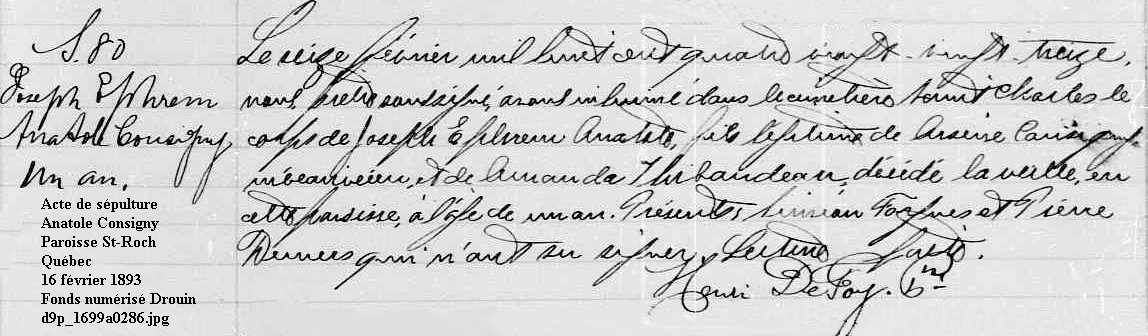 S. 80
Joseph Ephrem
Anatole Consigny
un an.
Le seize février mil huit cent quatre vingt-vingt-treize,
nous prêtre soussigné, avons inhumé dans le cimetière Saint Charles le
corps de Joseph Ephrem Anatole, fils légitime de Arsène Consigny
mécanicien, et de Amanda Thibaudeau, décédé la veille, en
cette paroisse, à l'âge de un an. Présents, Siméon Forgues et Pierre
Demers qui n'ont su signer. Lecture faite.
Henri DeFoy. Ptre
Acte de sépulture
Anatole Consigny
Paroisse St-Roch
Québec
16 février 1893
Fonds numérisé Drouin
d9p_1699a0286.jpg